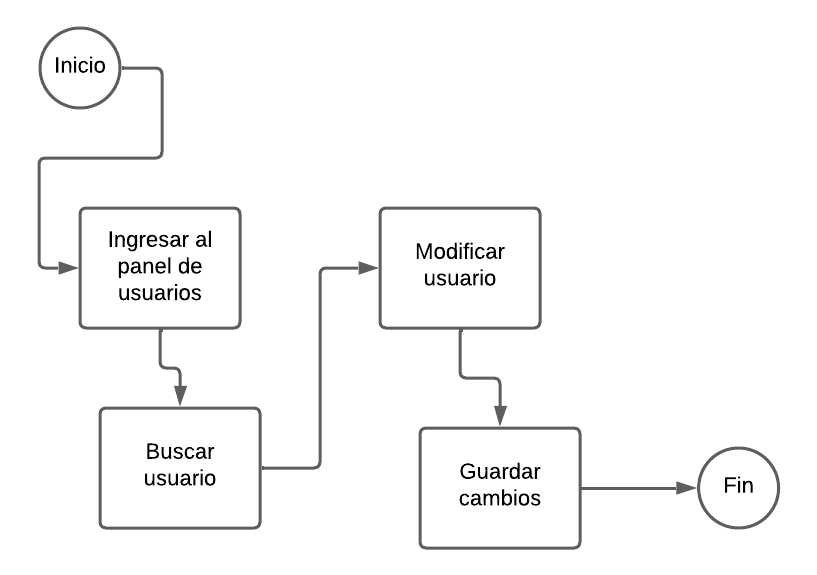 Inicio
Ingresar al
panel de
usuarios
Buscar
usuario
Modificar
usuario
Guardar
cambios
Fin